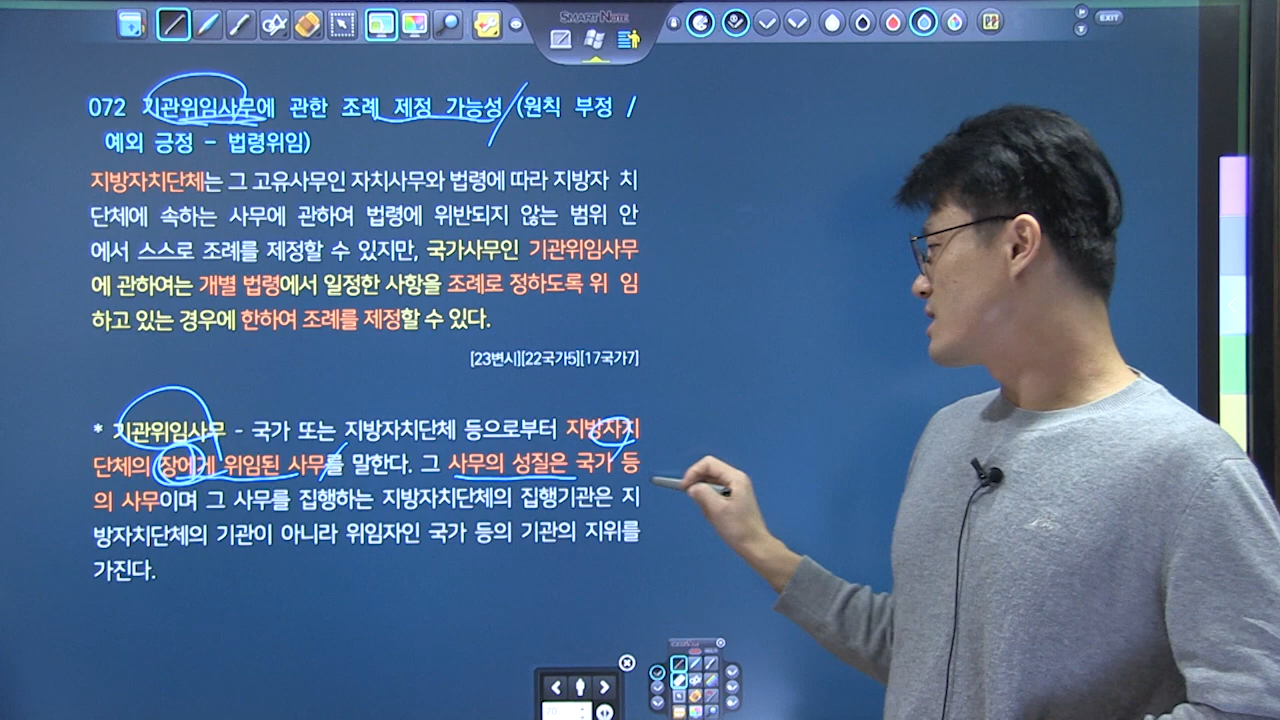 SMART NOTE
EXIT
072 기관위임사무에 관한 조례 제정 가능성 (원칙 부정 /
예외 긍정 - 법령위임)
지방자치단체는 그 고유사무인 자치사무와 법령에 따라 지방자 치
단체에 속하는 사무에 관하여 법령에 위반되지 않는 범위 안
에서 스스로 조례를 제정할 수 있지만, 국가사무인 기관위임사무
에 관하여는 개별 법령에서 일정한 사항을 조례로 정하도록 위 임
하고 있는 경우에 한하여 조례를 제정할 수 있다.
[23변시][22국가5][17국가7]
* 기관위임사무 - 국가 또는 지방자치단체 등으로부터 지방자치
단체의 장에게 위임된 사무를 말한다. 그 사무의 성질은 국가 등
의 사무이며 그 사무를 집행하는 지방자치단체의 집행기관은 지
방자치단체의 기관이 아니라 위임자인 국가 등의 기관의 지위를
가진다.